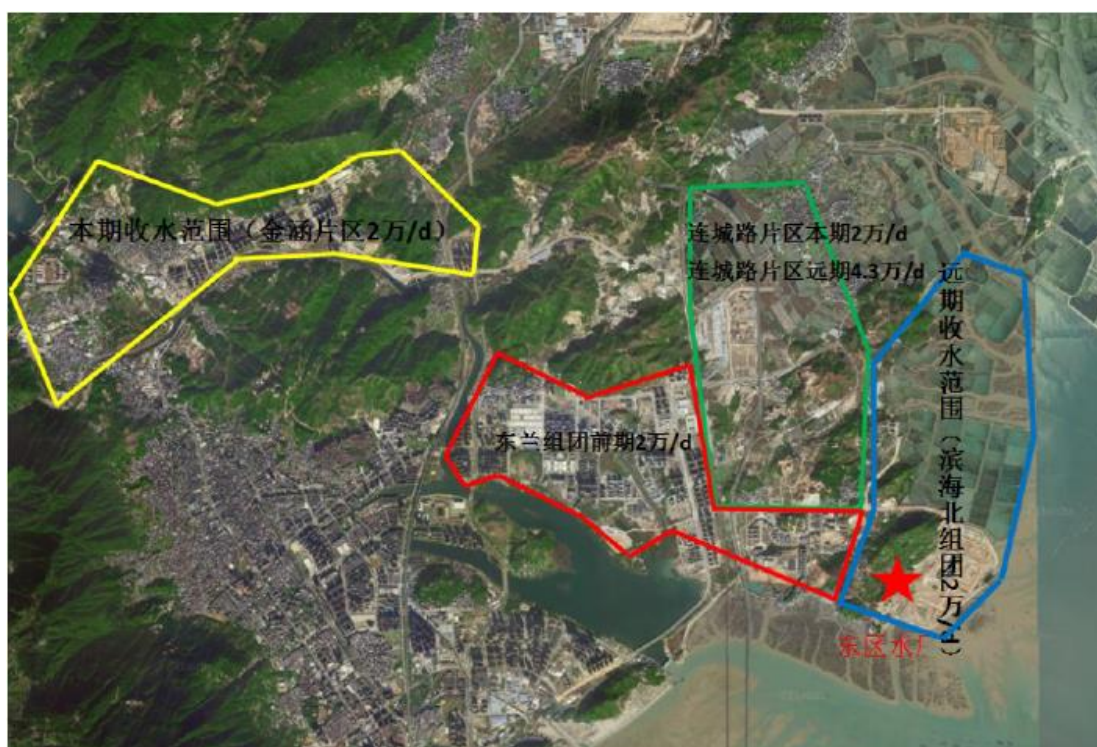 本期收水范围（金涵片区2万/d）
连城路片区本期2万/d
连城路片区远期4.3万/d
远期收水范围（滨海北组团2万/d）
东兰组团前期2万/d
东区水厂